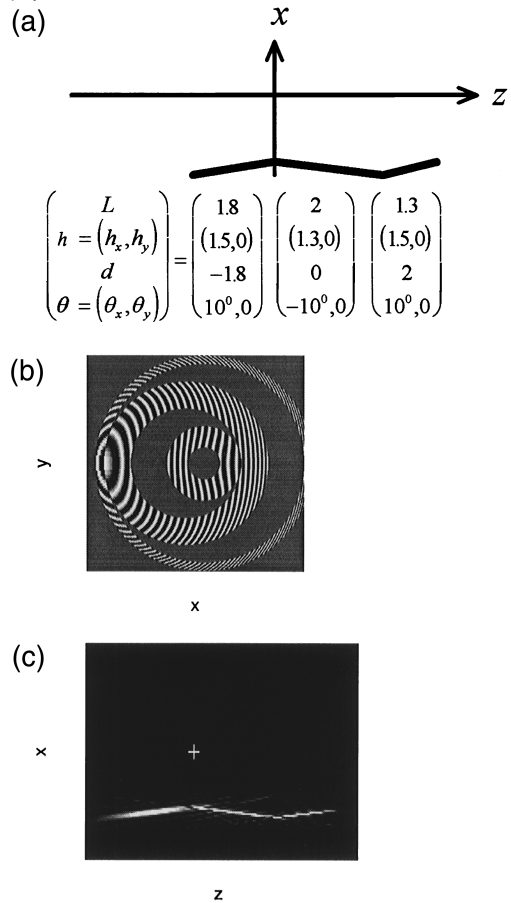 (a)
x
z
( L
h = (hx, hy)
d
θ = (θx, θy) ) = ( 1.8
(1.5,0)
−1.8
10⁰,0 ) ( 2
(1.3,0)
0
−10⁰,0 ) ( 1.3
(1.5,0)
2
10⁰,0 )
(b)
y
x
(c)
x
z